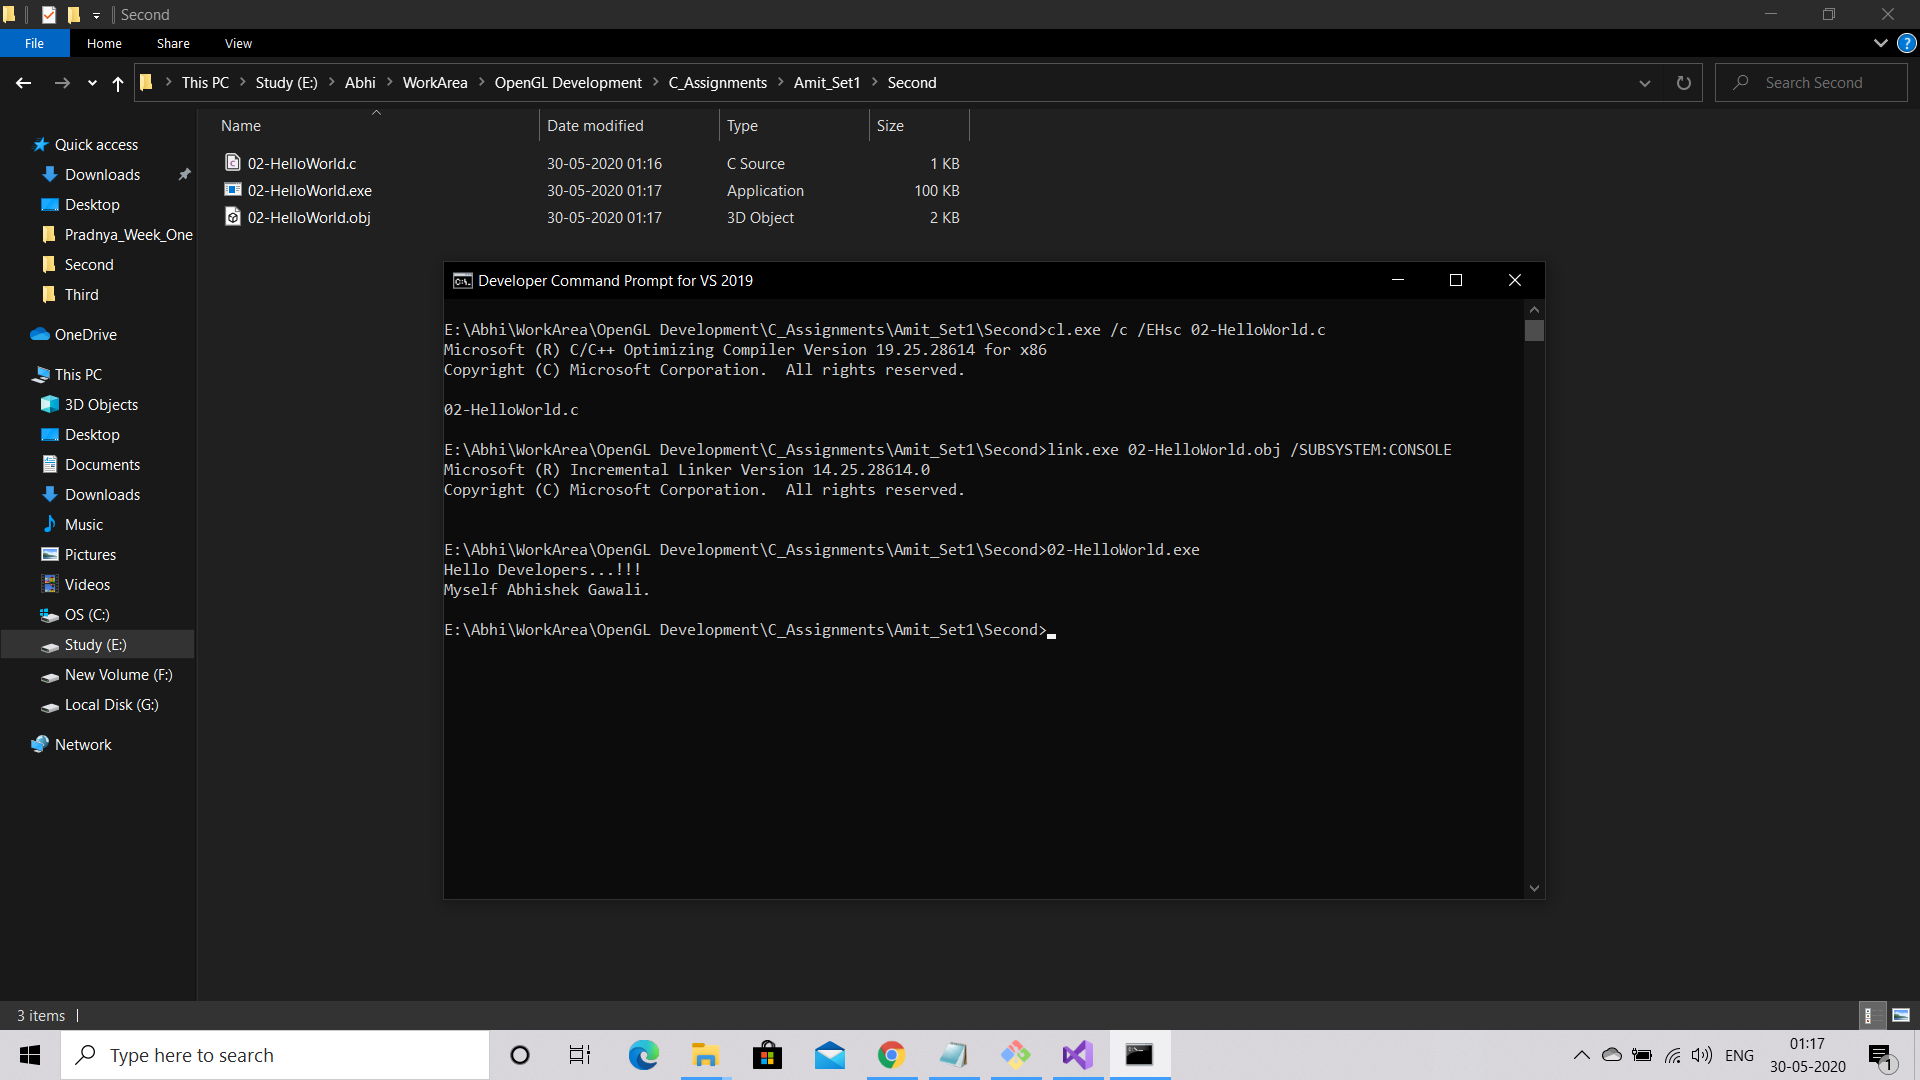 Second
File Home Share View
This PC Study (E:) Abhi WorkArea OpenGL Development C_Assignments Amit_Set1 Second
Search Second
Name Date modified Type Size
02-HelloWorld.c 30-05-2020 01:16 C Source 1 KB
02-HelloWorld.exe 30-05-2020 01:17 Application 100 KB
02-HelloWorld.obj 30-05-2020 01:17 3D Object 2 KB
Quick access
Downloads
Desktop
Pradnya_Week_One
Second
Third
OneDrive
This PC
3D Objects
Desktop
Documents
Downloads
Music
Pictures
Videos
OS (C:)
Study (E:)
New Volume (F:)
Local Disk (G:)
Network
Developer Command Prompt for VS 2019
E:\Abhi\WorkArea\OpenGL Development\C_Assignments\Amit_Set1\Second>cl.exe /c /EHsc 02-HelloWorld.c
Microsoft (R) C/C++ Optimizing Compiler Version 19.25.28614 for x86
Copyright (C) Microsoft Corporation.  All rights reserved.
02-HelloWorld.c
E:\Abhi\WorkArea\OpenGL Development\C_Assignments\Amit_Set1\Second>link.exe 02-HelloWorld.obj /SUBSYSTEM:CONSOLE
Microsoft (R) Incremental Linker Version 14.25.28614.0
Copyright (C) Microsoft Corporation.  All rights reserved.
E:\Abhi\WorkArea\OpenGL Development\C_Assignments\Amit_Set1\Second>02-HelloWorld.exe
Hello Developers...!!!
Myself Abhishek Gawali.
E:\Abhi\WorkArea\OpenGL Development\C_Assignments\Amit_Set1\Second>
3 items
Type here to search
ENG
01:17
30-05-2020
1